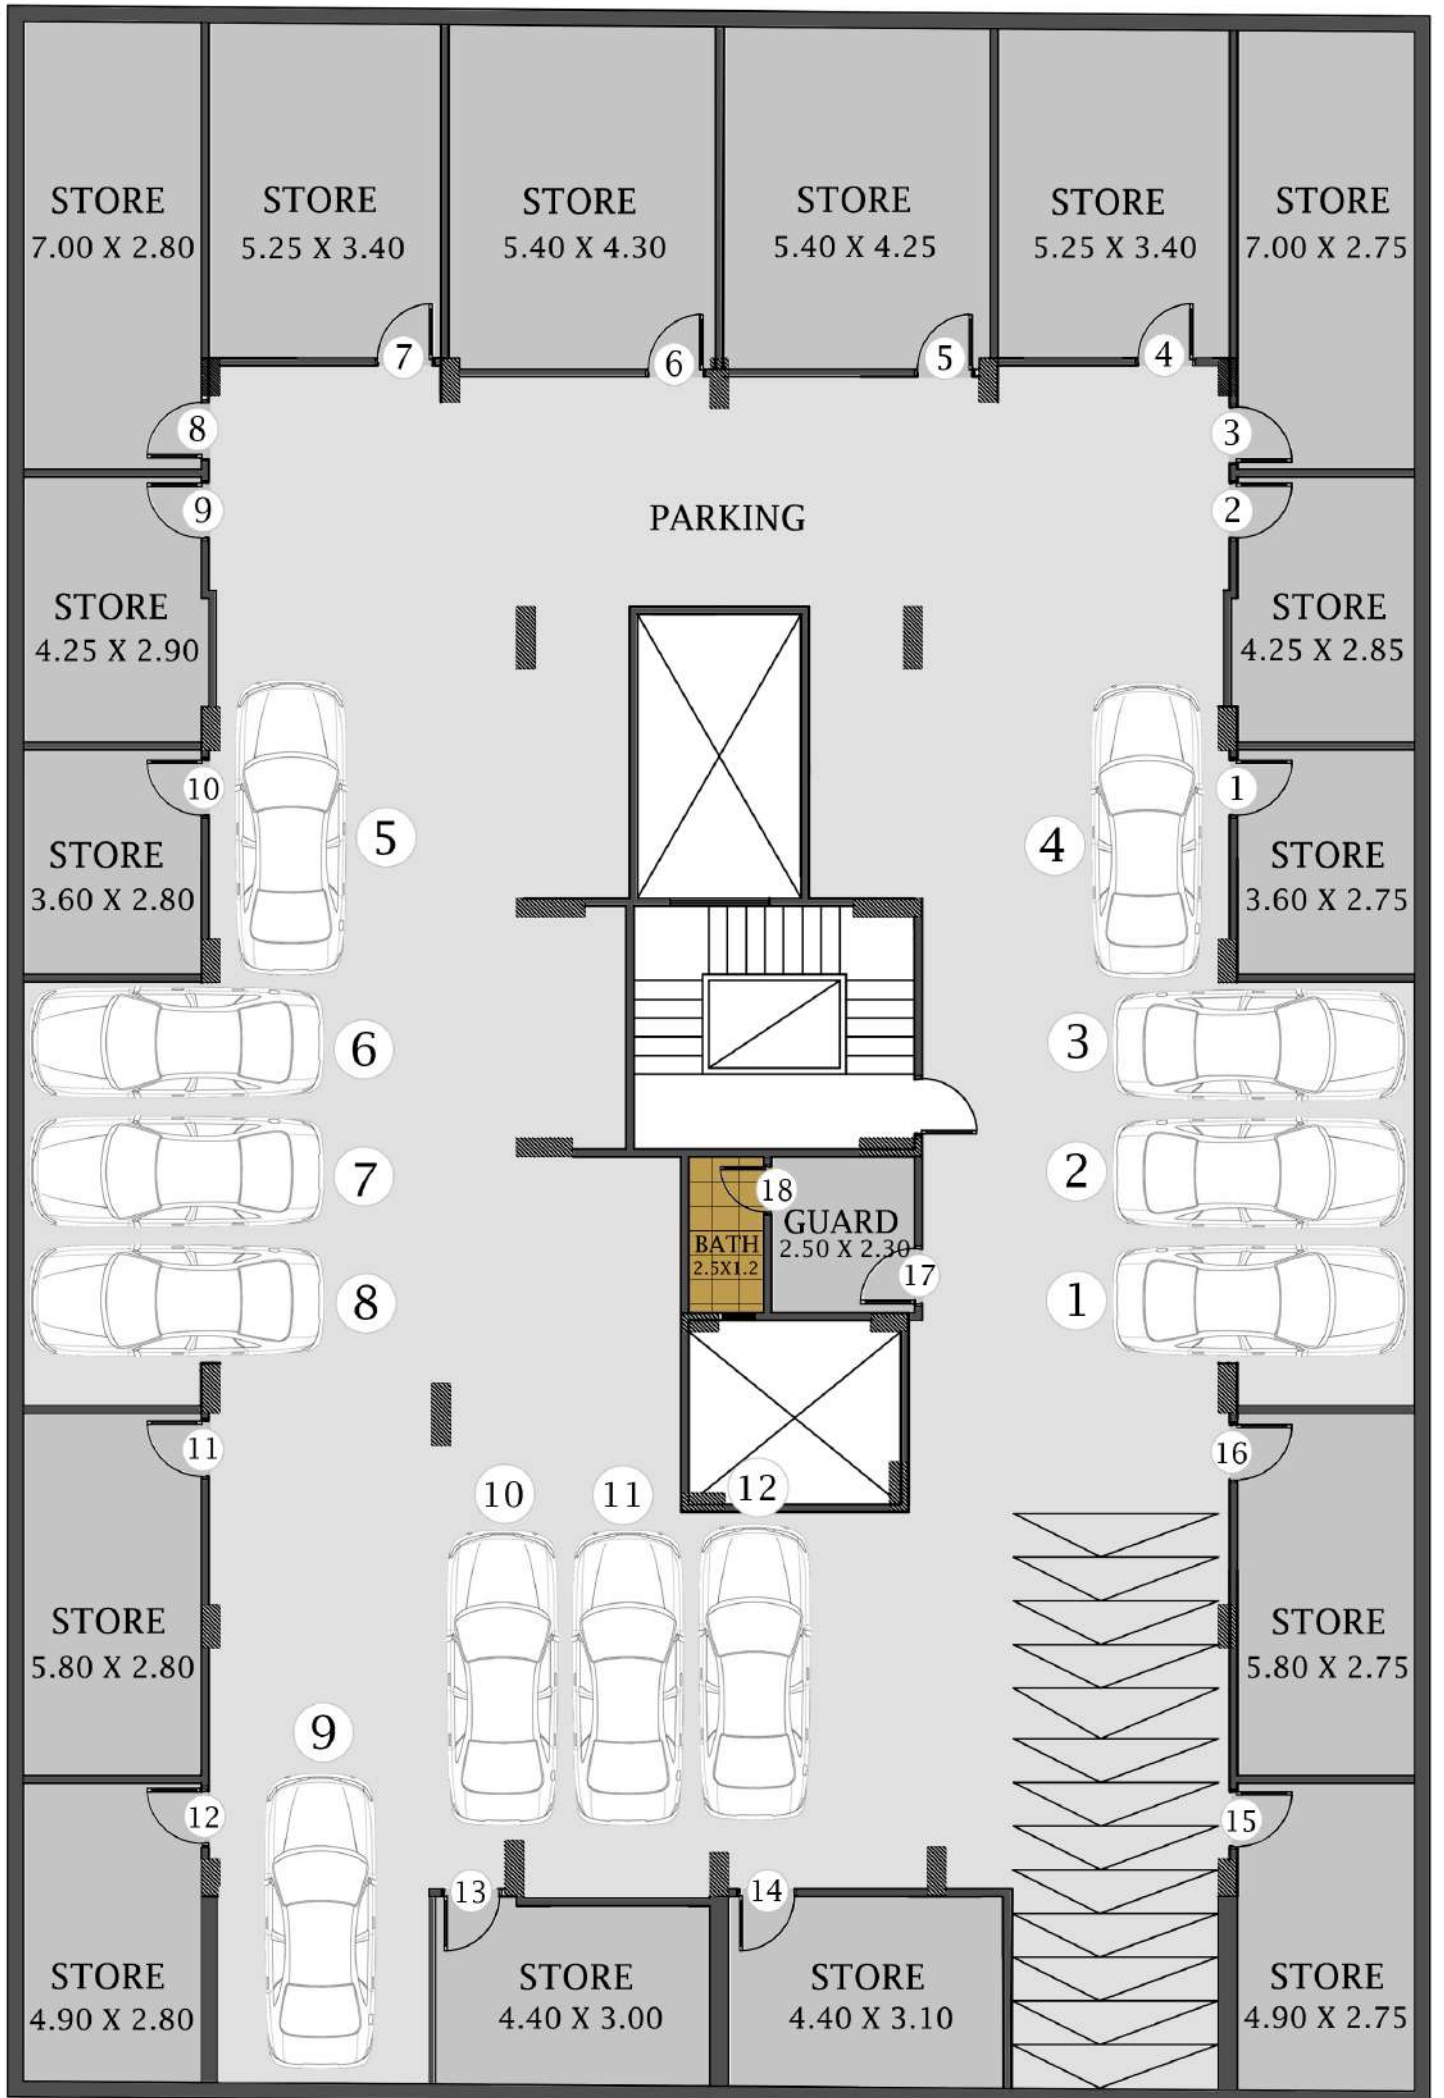 STORE
7.00 X 2.80
STORE
5.25 X 3.40
STORE
5.40 X 4.30
STORE
5.40 X 4.25
STORE
5.25 X 3.40
STORE
7.00 X 2.75
7
6
5
4
8
3
9
2
PARKING
STORE
4.25 X 2.90
STORE
4.25 X 2.85
10
1
5
4
STORE
3.60 X 2.80
STORE
3.60 X 2.75
6
3
7
2
18
GUARD
2.50 X 2.30
BATH
2.5X1.2
17
8
1
11
16
10
11
12
STORE
5.80 X 2.80
STORE
5.80 X 2.75
9
12
15
13
14
STORE
4.90 X 2.80
STORE
4.40 X 3.00
STORE
4.40 X 3.10
STORE
4.90 X 2.75